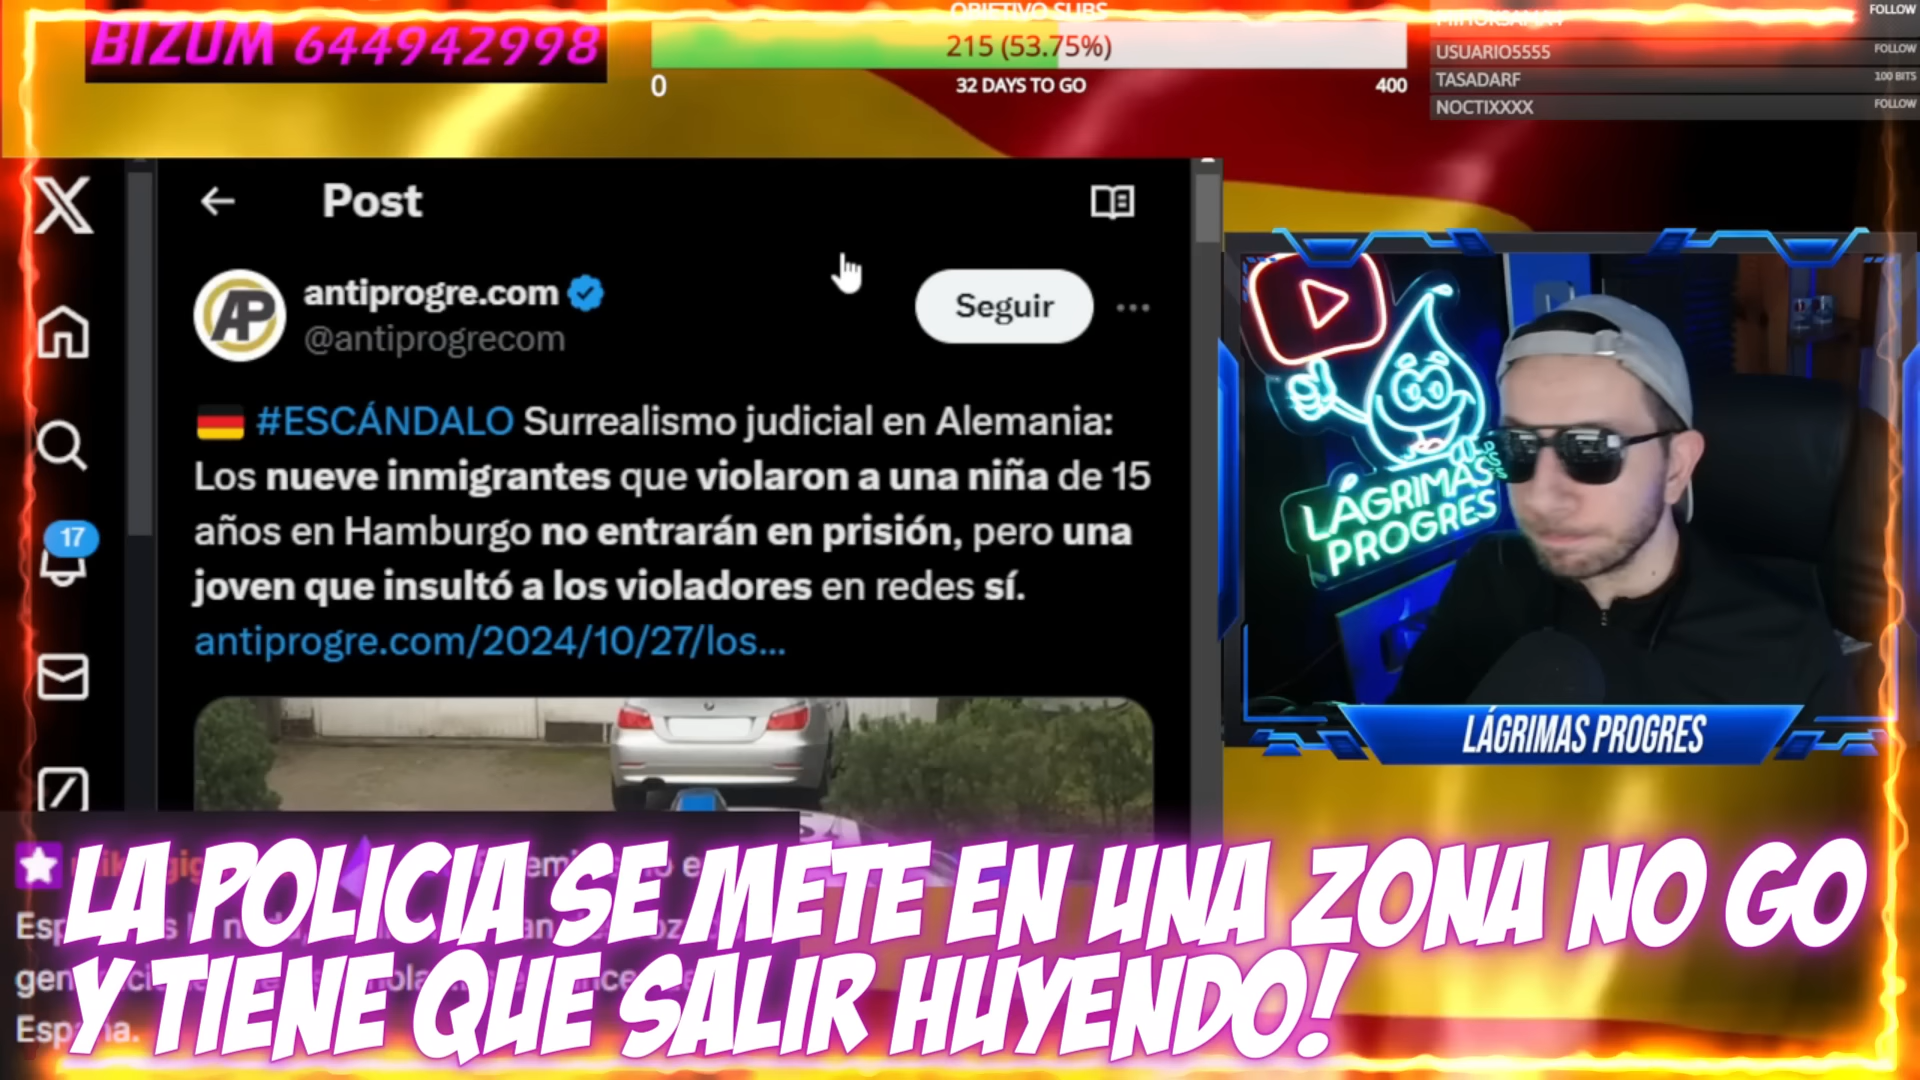 BIZUM 644942998
OBJETIVO SUBS
215 (53.75%)
0
32 DAYS TO GO
400
FOLLOW
USUARIO5555
FOLLOW
TASADARF
100 BITS
NOCTIXXXX
FOLLOW
Post
antiprogre.com
@antiprogrecom
Seguir
AP
17
#ESCÁNDALO Surrealismo judicial en Alemania:
Los nueve inmigrantes que violaron a una niña de 15
años en Hamburgo no entrarán en prisión, pero una
joven que insultó a los violadores en redes sí.
antiprogre.com/2024/10/27/los...
LÁGRIMAS
PROGRES
LÁGRIMAS PROGRES
LA POLICIA SE METE EN UNA ZONA NO GO
Y TIENE QUE SALIR HUYENDO!